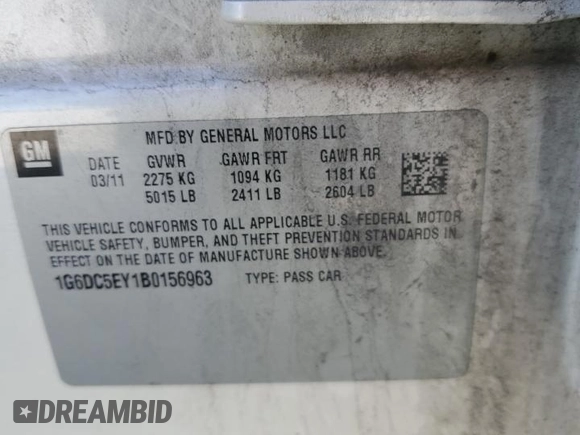 GM
MFD BY GENERAL MOTORS LLC
DATE GVWR GAWR FRT GAWR RR
03/11 2275 KG 1094 KG 1181 KG
5015 LB 2411 LB 2604 LB
THIS VEHICLE CONFORMS TO ALL APPLICABLE U.S. FEDERAL MOTOR
VEHICLE SAFETY, BUMPER, AND THEFT PREVENTION STANDARDS IN
EFFECT ON THE DATE OF MANUFACTURE SHOWN ABOVE.
1G6DC5EY1B0156963 TYPE: PASS CAR
DREAMBID